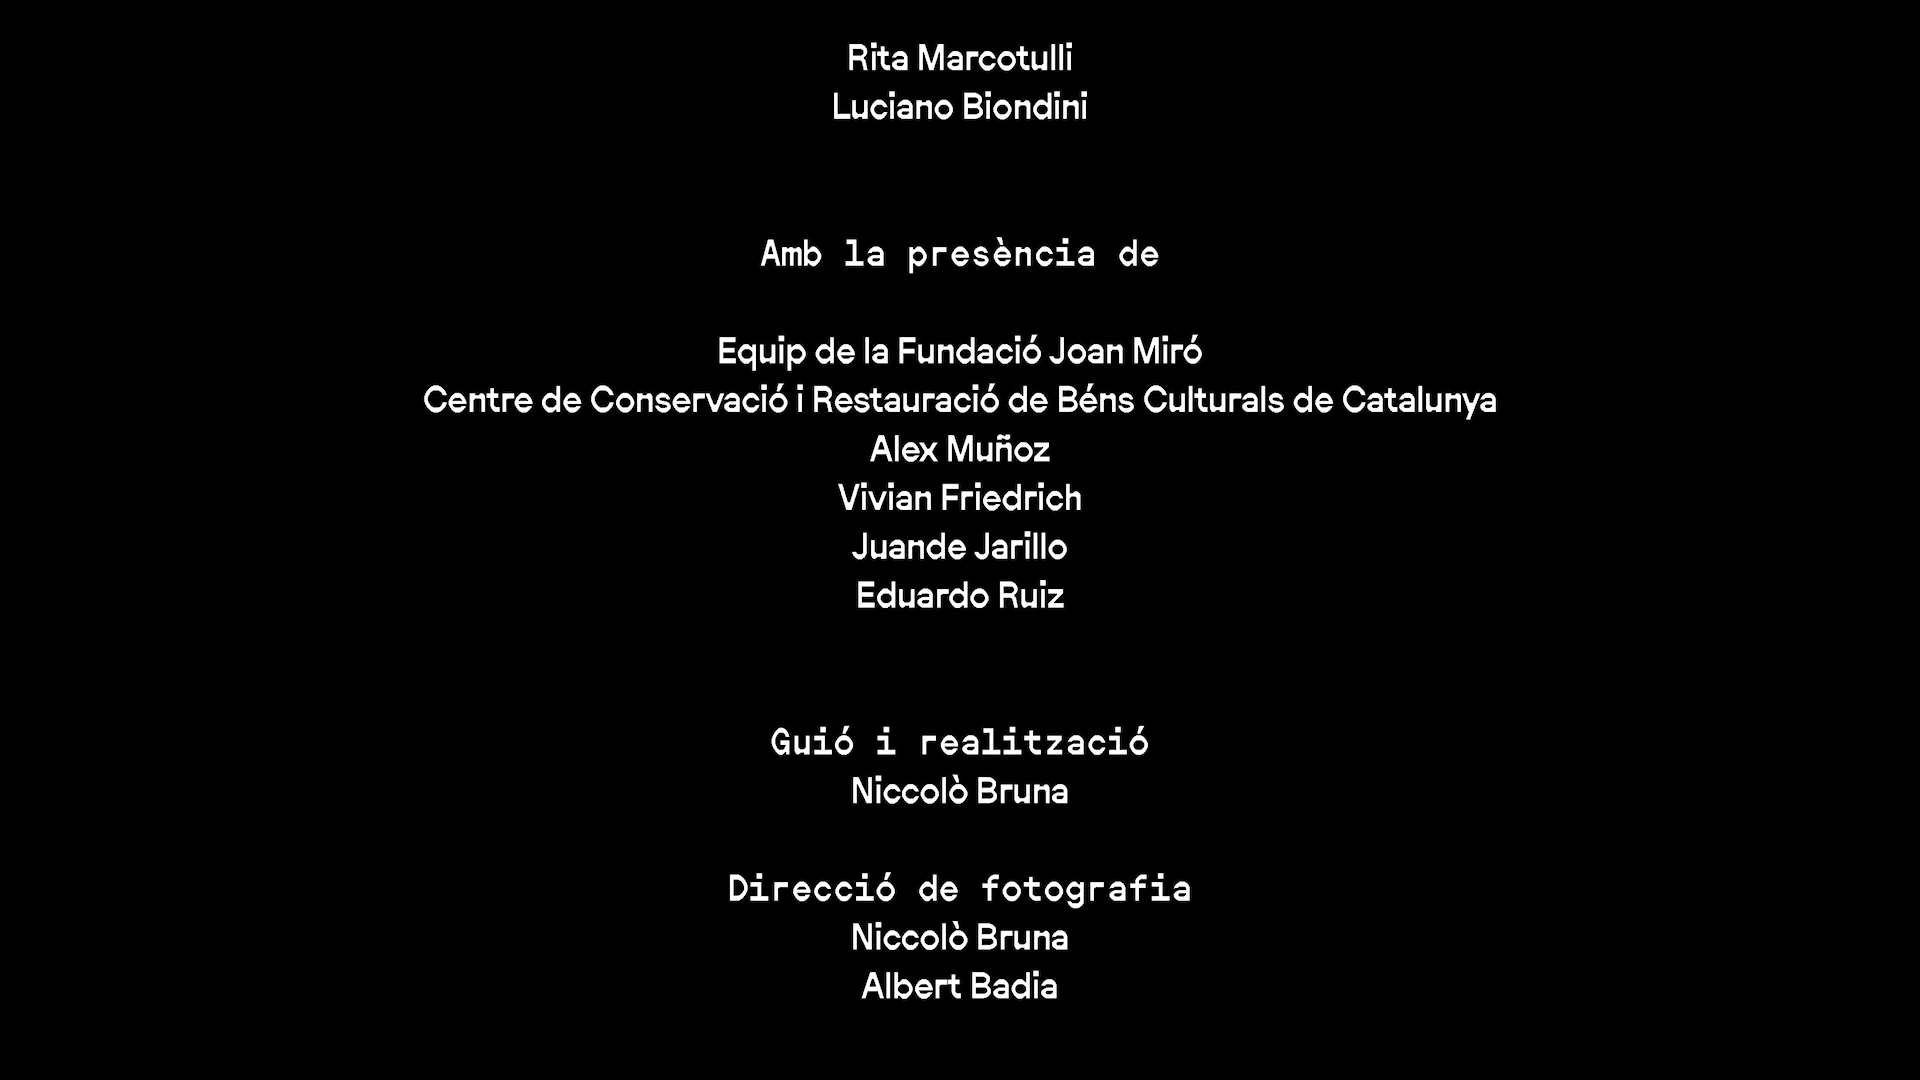 Rita Marcotulli
Luciano Biondini
Amb la presència de
Equip de la Fundació Joan Miró
Centre de Conservació i Restauració de Béns Culturals de Catalunya
Alex Muñoz
Vivian Friedrich
Juande Jarillo
Eduardo Ruiz
Guió i realització
Niccolò Bruna
Direcció de fotografia
Niccolò Bruna
Albert Badia